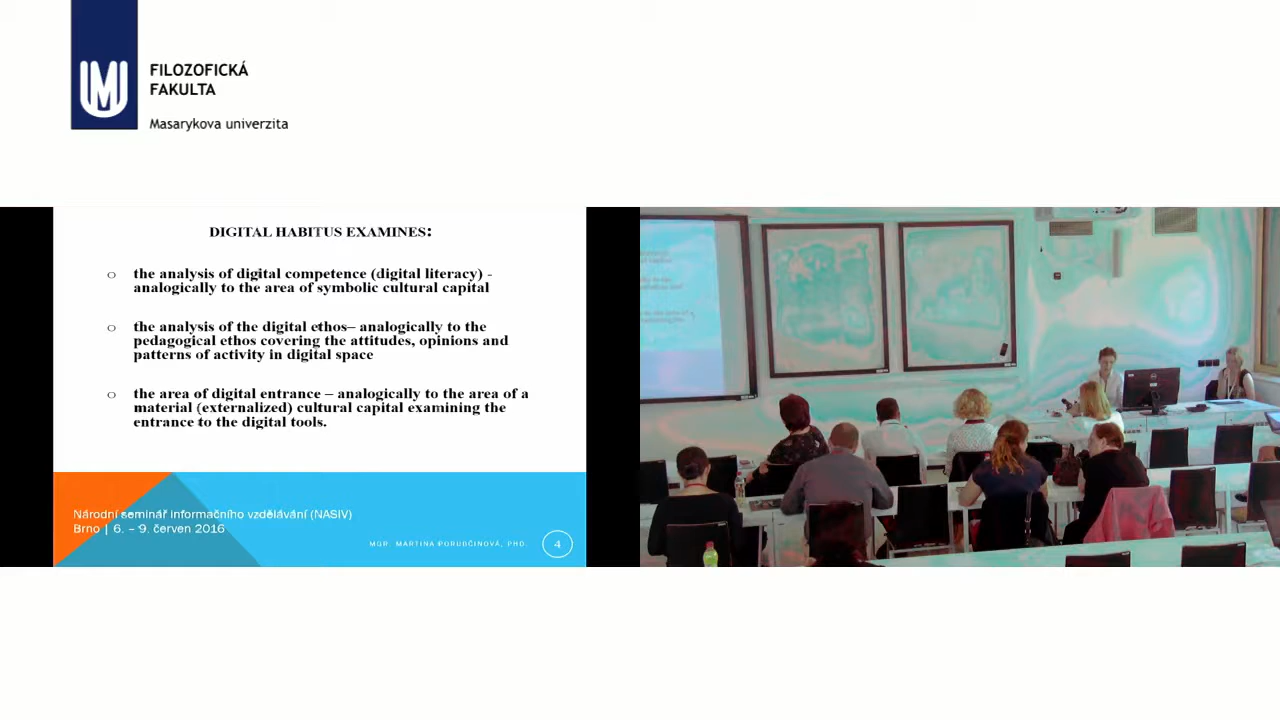 FILOZOFICKÁ
FAKULTA
Masarykova univerzita
DIGITAL HABITUS EXAMINES:
o the analysis of digital competence (digital literacy) -
analogically to the area of symbolic cultural capital
o the analysis of the digital ethos– analogically to the
pedagogical ethos covering the attitudes, opinions and
patterns of activity in digital space
o the area of digital entrance – analogically to the area of a
material (externalized) cultural capital examining the
entrance to the digital tools.
Národní seminář informačního vzdělávání (NASIV)
Brno | 6. – 9. červen 2016
MGR. MARTINA PORUBČINOVÁ, PHD.
4